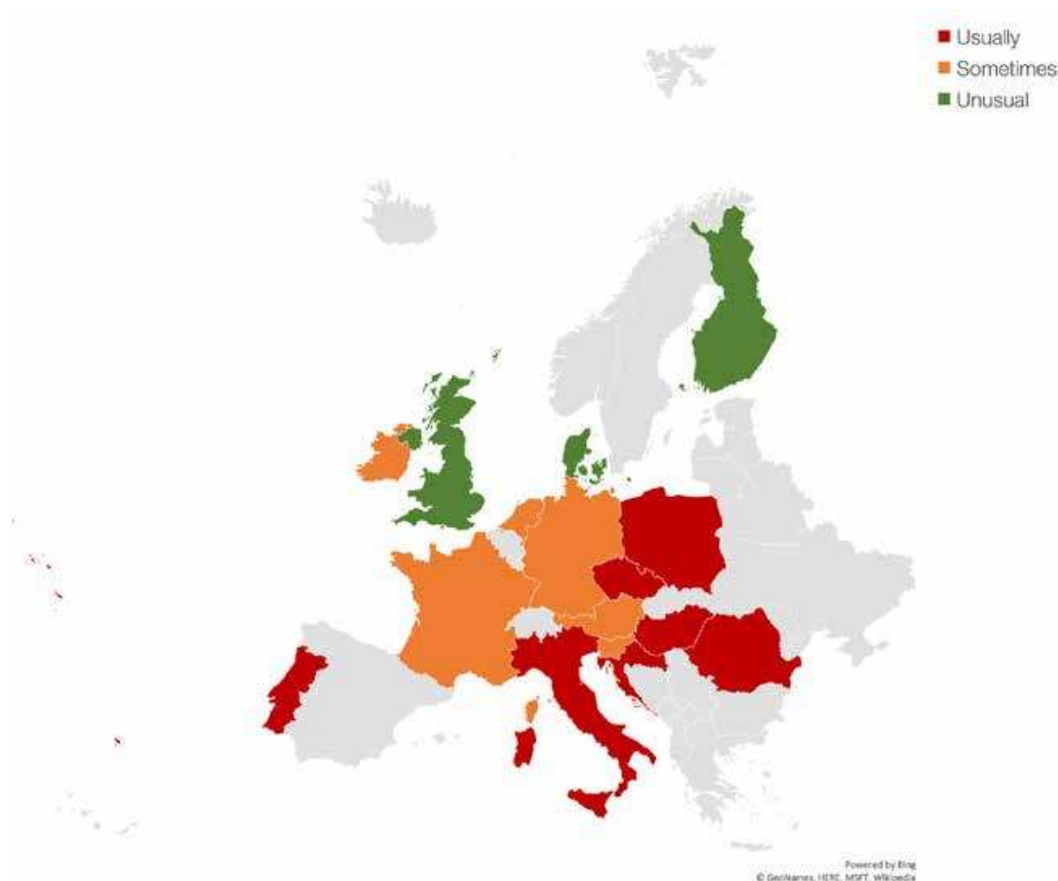 Usually
Sometimes
Unusual
Powered by Bing
© GeoNames, HERE, MSFT, Wikipedia